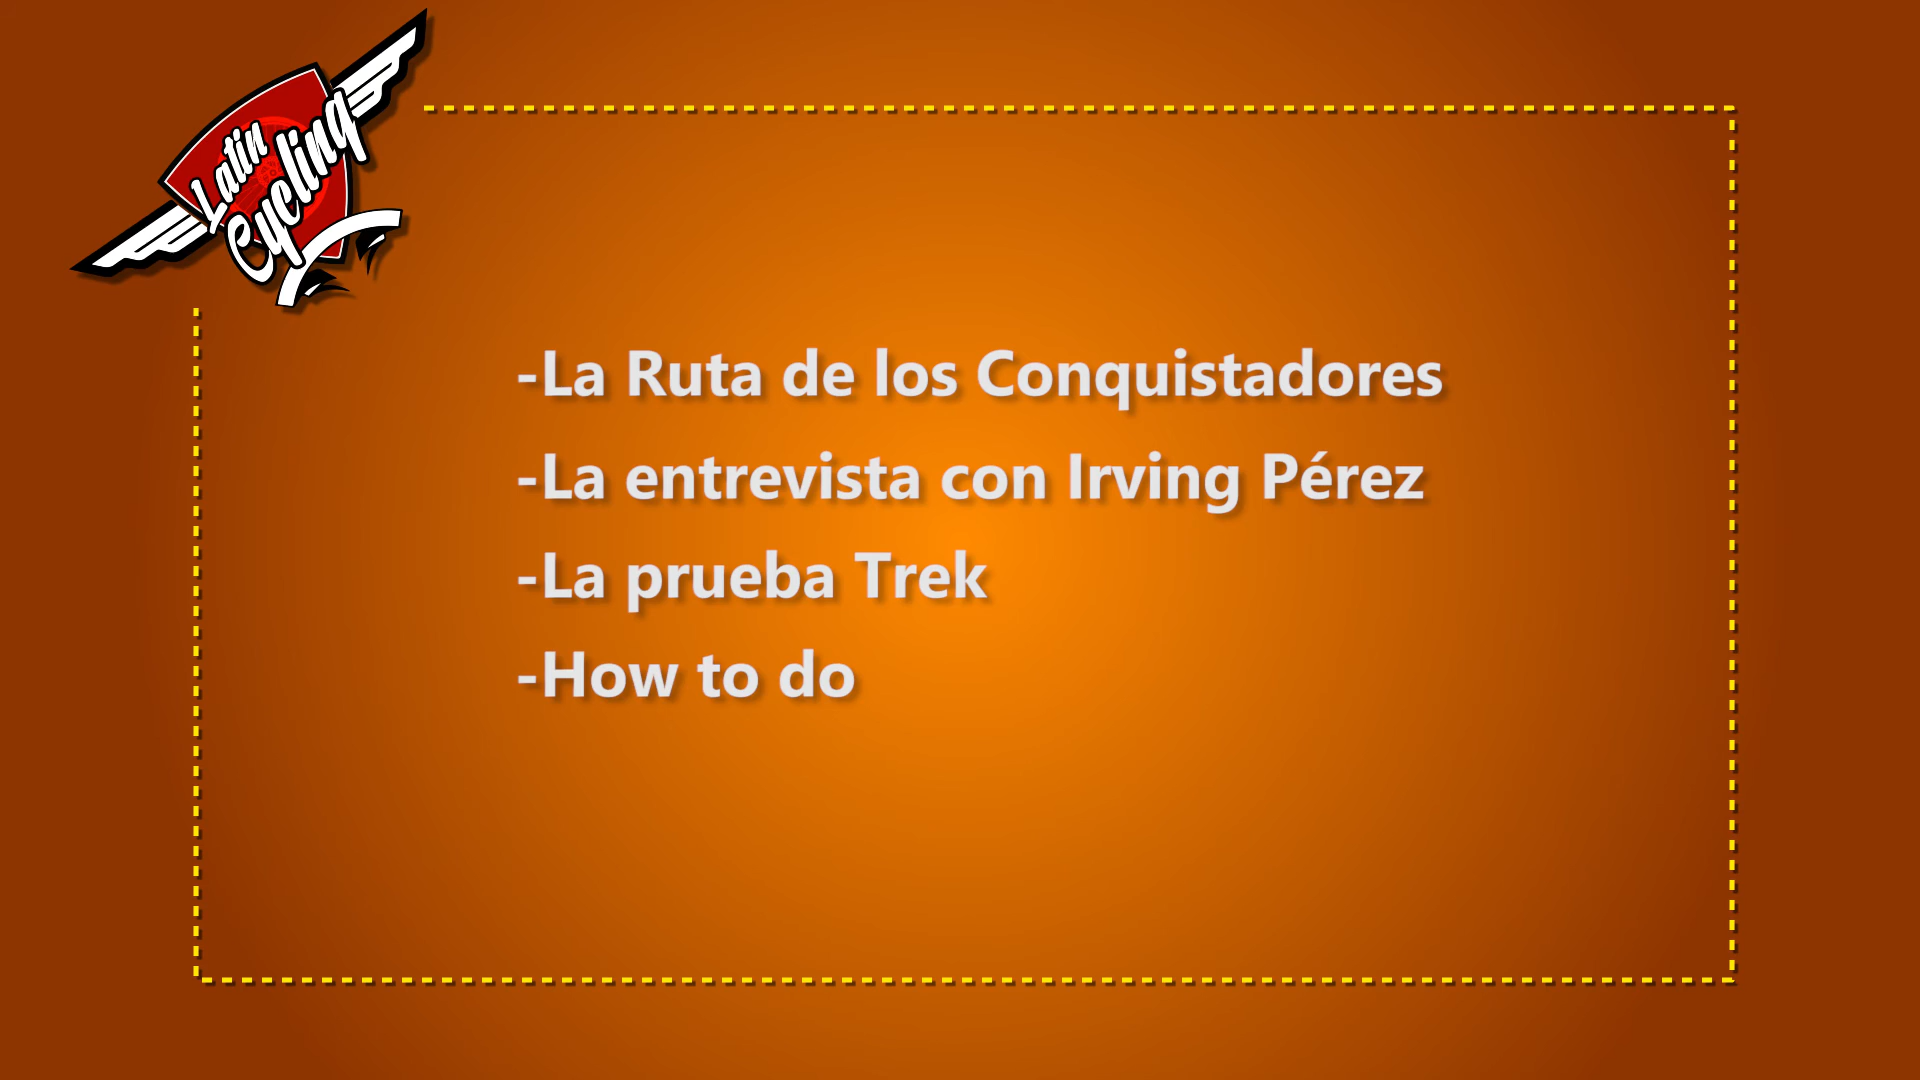 Latin
Cycling
-La Ruta de los Conquistadores
-La entrevista con Irving Pérez
-La prueba Trek
-How to do